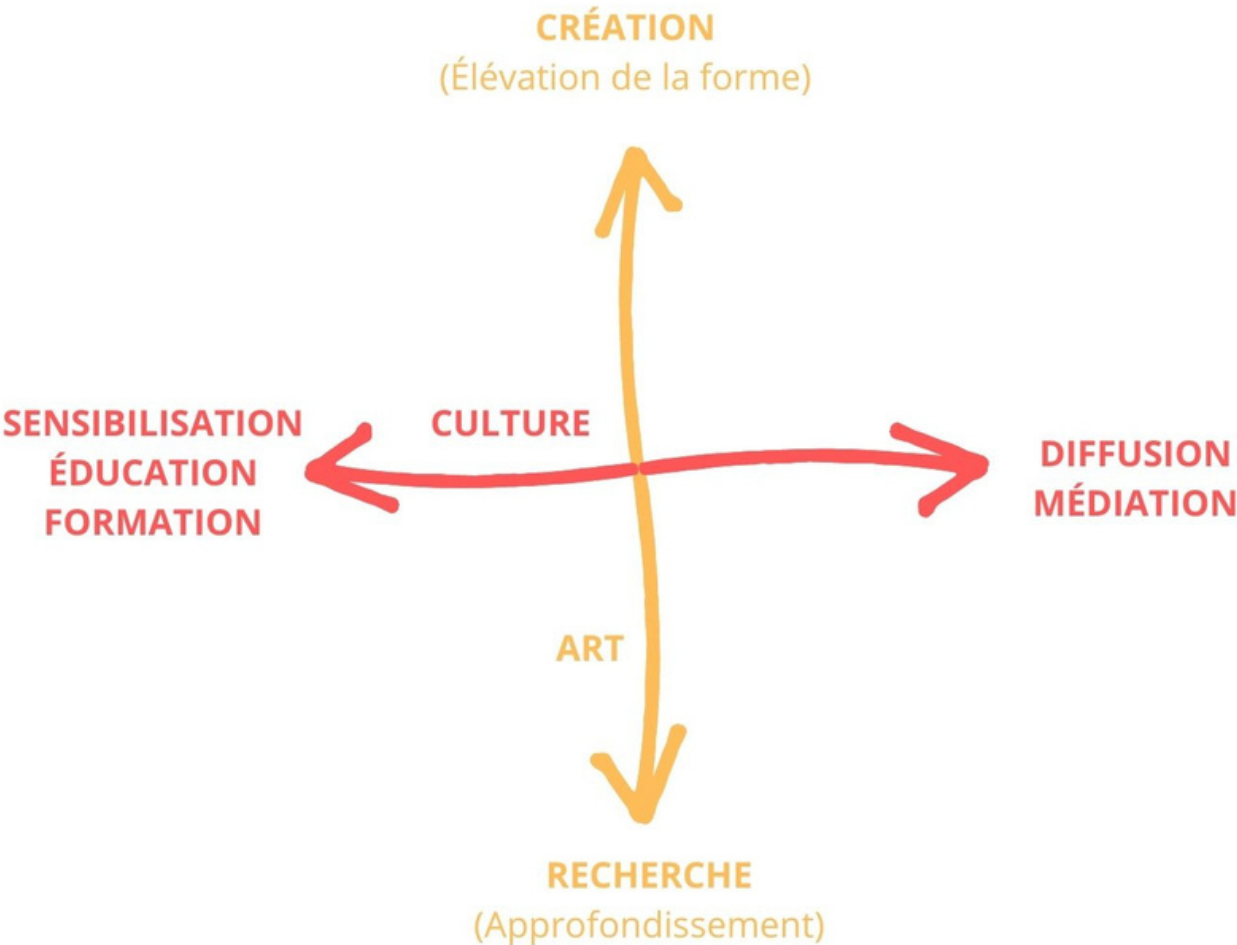 CRÉATION
(Élévation de la forme)
SENSIBILISATION
ÉDUCATION
FORMATION
CULTURE
DIFFUSION
MÉDIATION
ART
RECHERCHE
(Approfondissement)